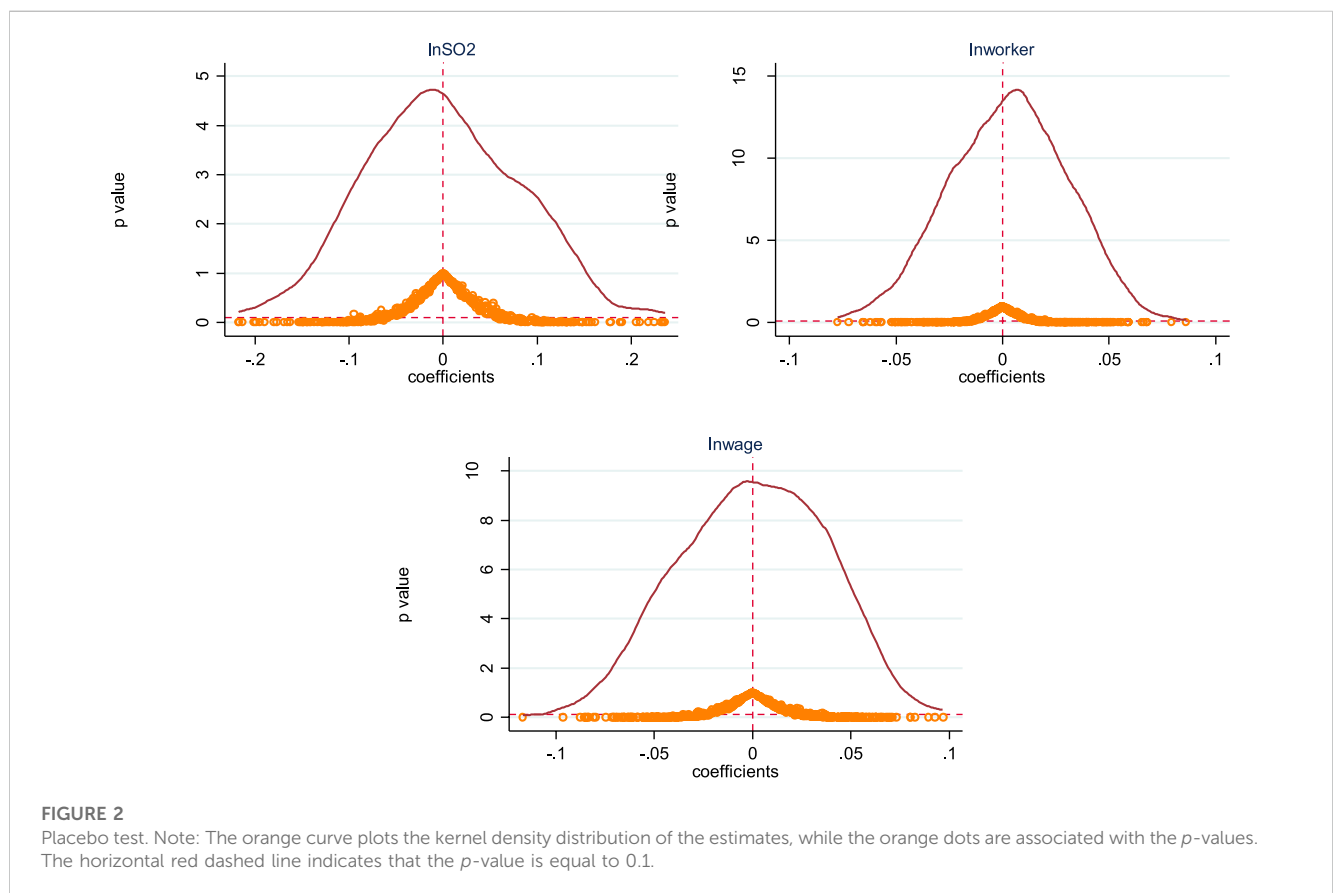 lnSO2
p value
5
4
3
2
1
0
-.2
-.1
0
.1
.2
coefficients
lnworker
p value
15
10
5
0
-.1
-.05
0
.05
.1
coefficients
lnwage
p value
10
8
6
4
2
0
-.1
-.05
0
.05
.1
coefficients
FIGURE 2
Placebo test. Note: The orange curve plots the kernel density distribution of the estimates, while the orange dots are associated with the p-values.
The horizontal red dashed line indicates that the p-value is equal to 0.1.